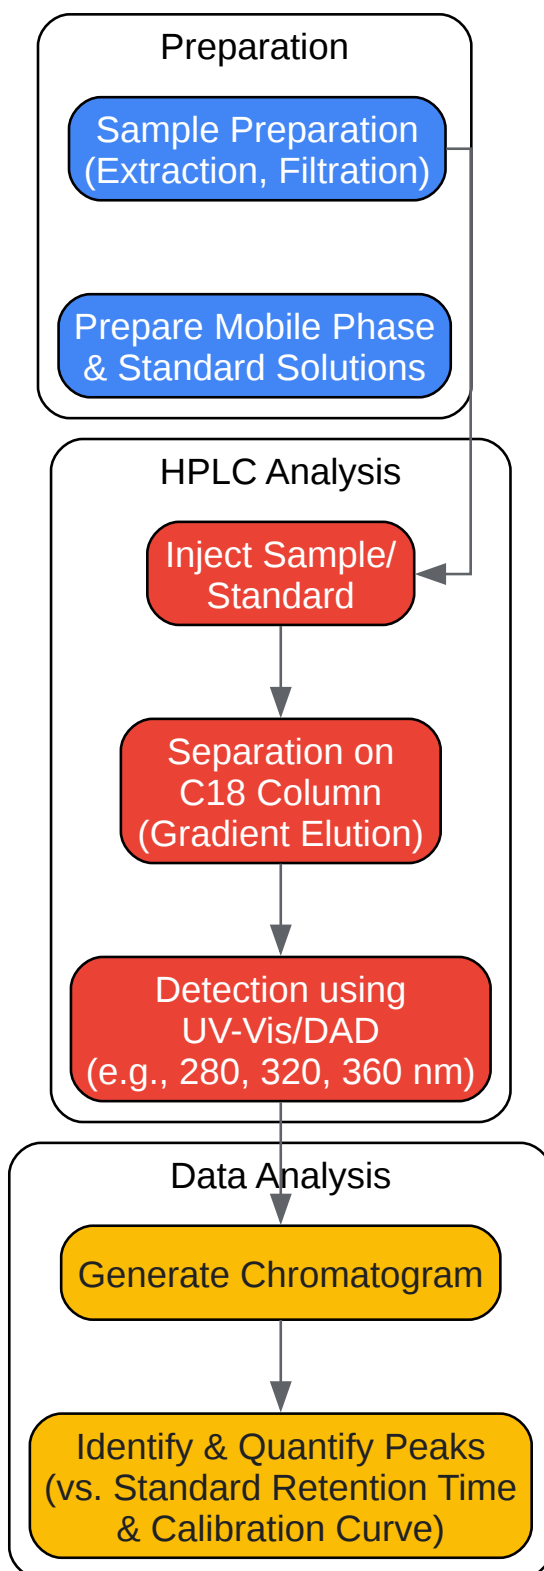 Preparation
Sample Preparation
(Extraction, Filtration)
Prepare Mobile Phase
& Standard Solutions
HPLC Analysis
Inject Sample/
Standard
Separation on
C18 Column
(Gradient Elution)
Detection using
UV-Vis/DAD
(e.g., 280, 320, 360 nm)
Data Analysis
Generate Chromatogram
Identify & Quantify Peaks
(vs. Standard Retention Time
& Calibration Curve)